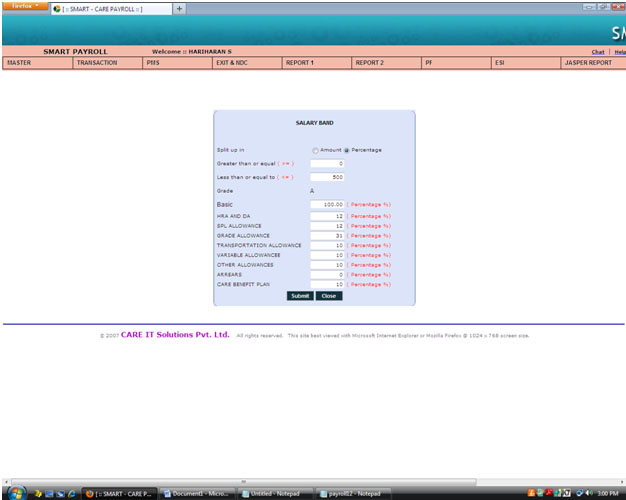 Firefox
[ :: SMART - CARE PAYROLL :: ]
SM
SMART PAYROLL Welcome :: HARIHARAN S Chat | Help
MASTER TRANSACTION PMS EXIT & NDC REPORT 1 REPORT 2 PF ESI JASPER REPORT
SALARY BAND
Split up in Amount Percentage
Greater than or equal ( >= ) 0
Less than or equal to ( <= ) 500
Grade A
Basic 100.00 ( Percentage %)
HRA AND DA 12 ( Percentage %)
SPL ALLOWANCE 12 ( Percentage %)
GRADE ALLOWANCE 31 ( Percentage %)
TRANSPORTATION ALLOWANCE 10 ( Percentage %)
VARIABLE ALLOWANCEE 10 ( Percentage %)
OTHER ALLOWANCES 10 ( Percentage %)
ARREARS 0 ( Percentage %)
CARE BENEFIT PLAN 10 ( Percentage %)
Submit Close
© 2007 CARE IT Solutions Pvt. Ltd. All rights reserved. This site best viewed with Microsoft Internet Explorer or Mozilla Firefox @ 1024 x 768 screen size.
[ :: SMART - CARE P... Document1 - Micro... Untitled - Notepad payroll12 - Notepad 3:00 PM